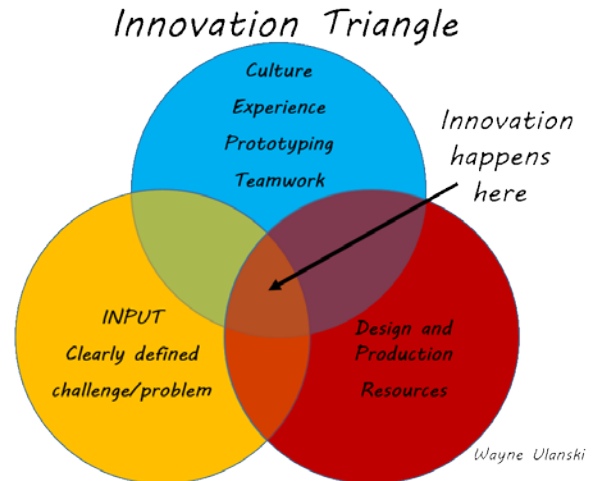 Innovation Triangle
Culture
Experience
Prototyping
Teamwork
Innovation
happens
here
INPUT
Clearly defined
challenge/problem
Design and
Production
Resources
Wayne Ulanski